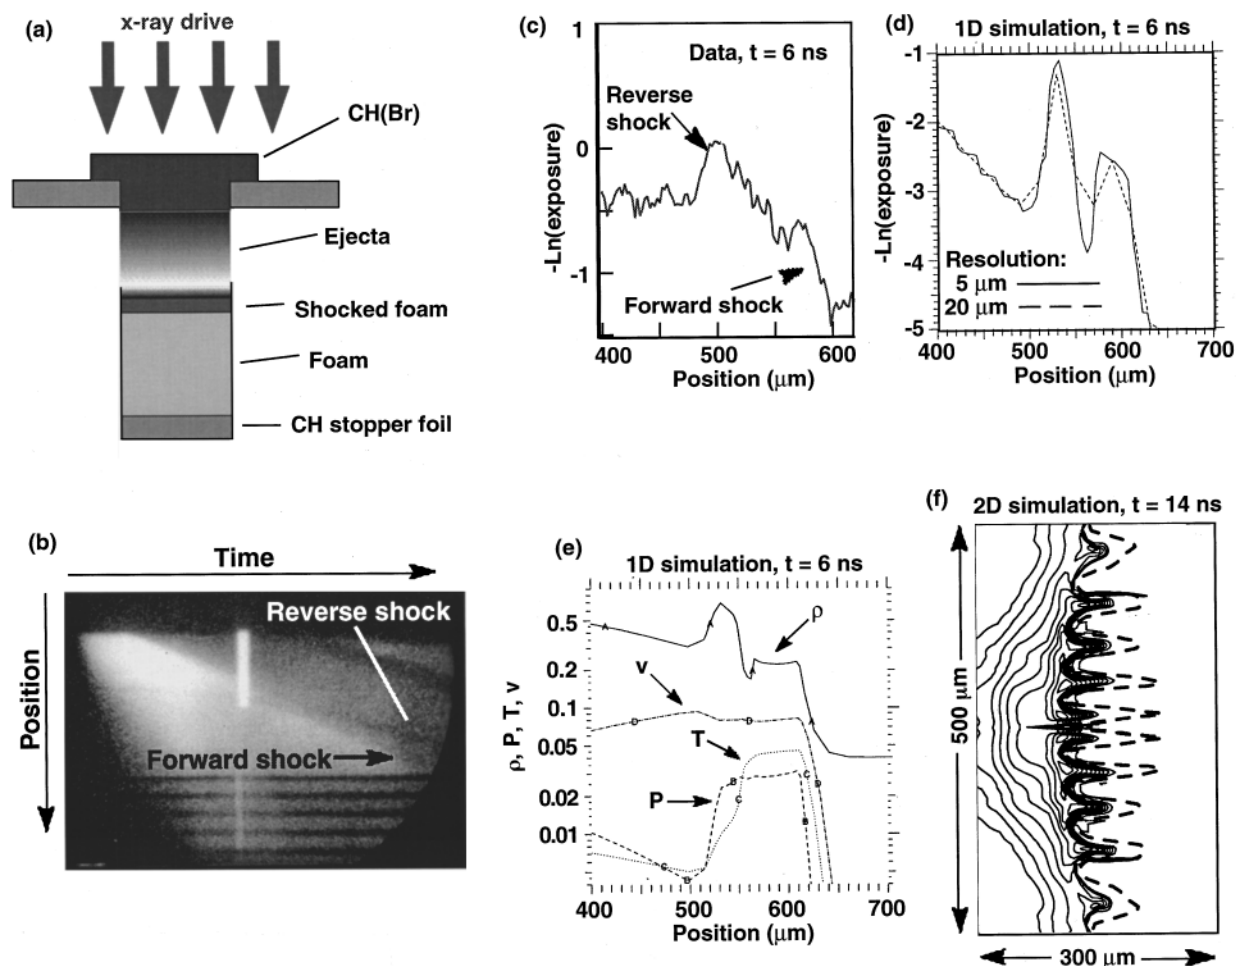 (a)
x-ray drive
CH(Br)
Ejecta
Shocked foam
Foam
CH stopper foil
(b)
Time
Position
Reverse shock
Forward shock
(c)
Data, t = 6 ns
Reverse
shock
Forward shock
-Ln(exposure)
1
0
-1
400 500 600
Position (μm)
(d)
1D simulation, t = 6 ns
-Ln(exposure)
-1
-2
-3
-4
-5
Resolution:
5 μm
20 μm
400 500 600 700
Position (μm)
(e)
1D simulation, t = 6 ns
ρ, P, T, v
0.5
0.2
0.1
0.05
0.02
0.01
ρ
v
T
P
A
A
A
A
D
D
D
B
B
B
C
C
C
400 500 600 700
Position (μm)
(f)
2D simulation, t = 14 ns
500 μm
300 μm